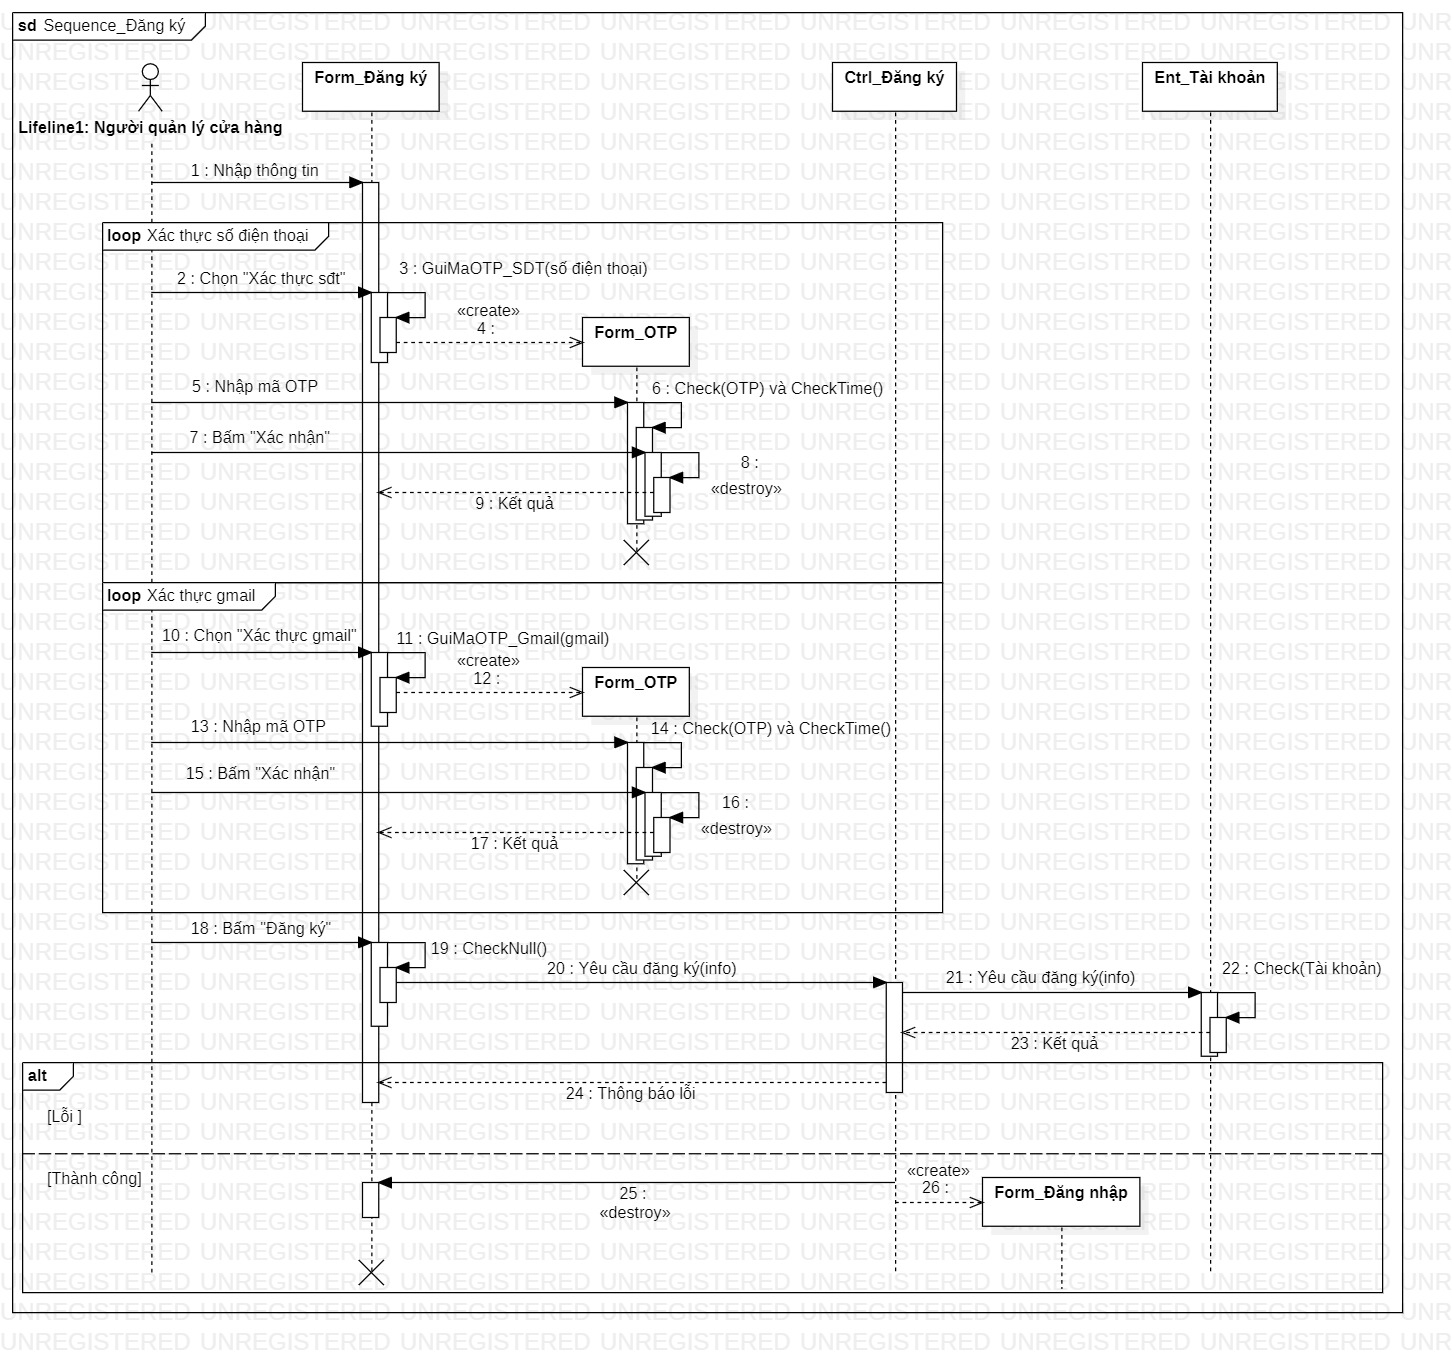 sd Sequence_Đăng ký
Form_Đăng ký
Ctrl_Đăng ký
Ent_Tài khoản
Lifeline1: Người quản lý cửa hàng
1 : Nhập thông tin
loop Xác thực số điện thoại
2 : Chọn "Xác thực sđt"
3 : GuiMaOTP_SDT(số điện thoại)
«create»
4 :
Form_OTP
5 : Nhập mã OTP
6 : Check(OTP) và CheckTime()
7 : Bấm "Xác nhận"
8 :
«destroy»
9 : Kết quả
loop Xác thực gmail
10 : Chọn "Xác thực gmail"
11 : GuiMaOTP_Gmail(gmail)
«create»
12 :
Form_OTP
13 : Nhập mã OTP
14 : Check(OTP) và CheckTime()
15 : Bấm "Xác nhận"
16 :
«destroy»
17 : Kết quả
18 : Bấm "Đăng ký"
19 : CheckNull()
20 : Yêu cầu đăng ký(info)
21 : Yêu cầu đăng ký(info)
22 : Check(Tài khoản)
23 : Kết quả
alt
24 : Thông báo lỗi
[Lỗi ]
[Thành công]
25 :
«destroy»
«create»
26 :
Form_Đăng nhập
UNREGISTERED